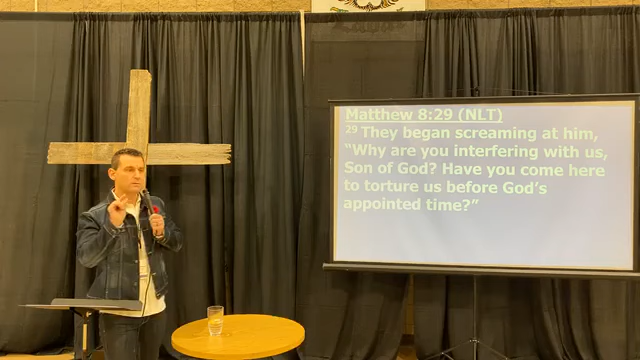 Matthew 8:29 (NLT)
29 They began screaming at him,
“Why are you interfering with us,
Son of God? Have you come here
to torture us before God’s
appointed time?”